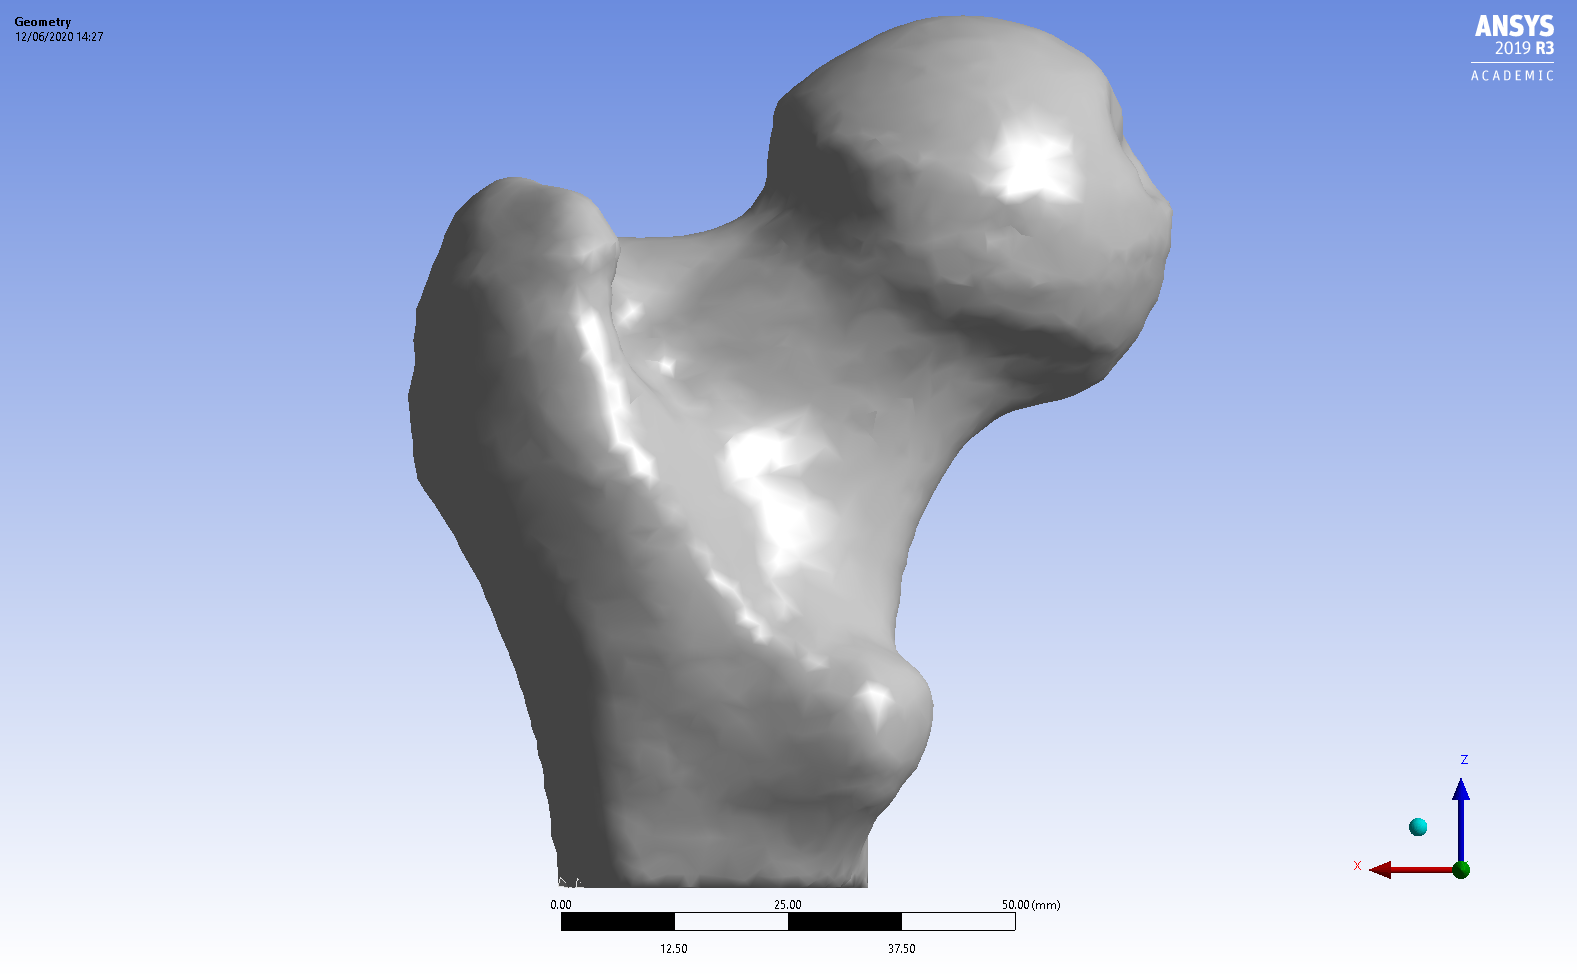 Geometry
12/06/2020 14:27
ANSYS
2019 R3
ACADEMIC
Z
X
0.00 25.00 50.00 (mm)
12.50 37.50